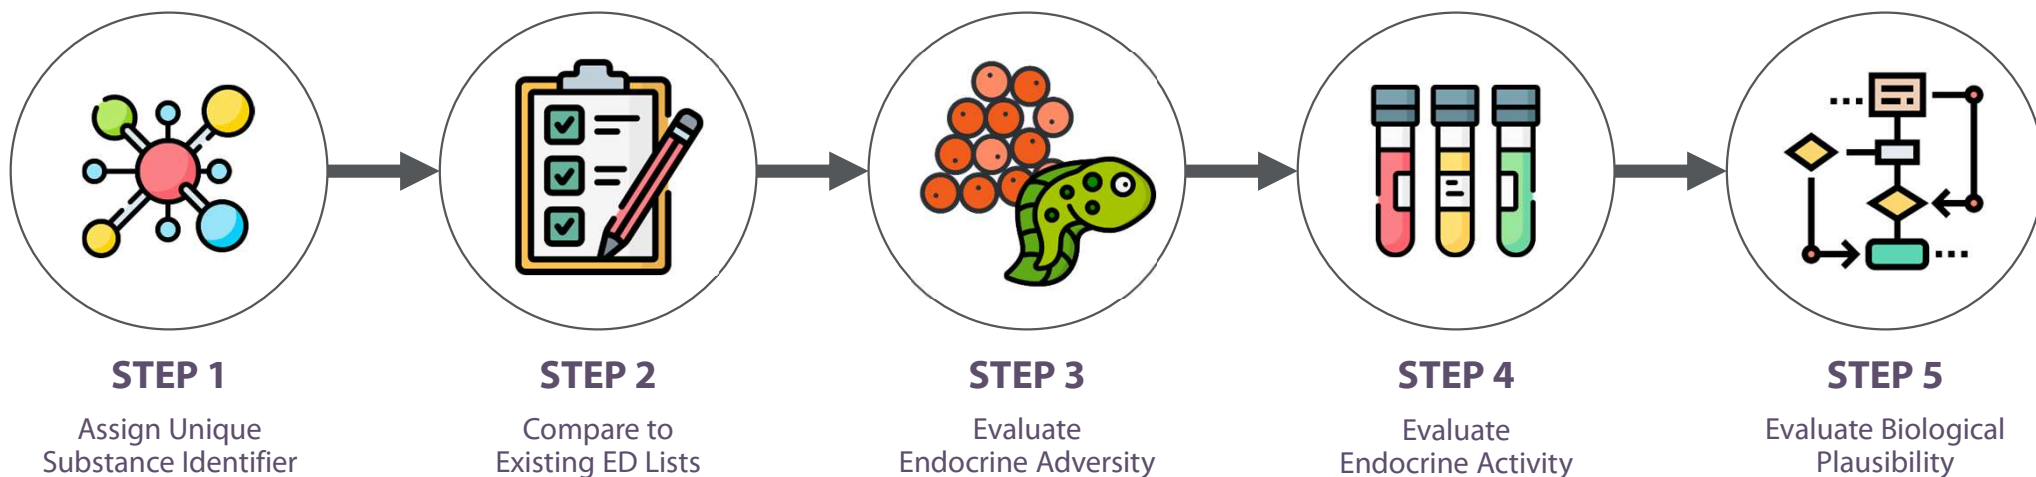 STEP 1
Assign Unique
Substance Identifier
STEP 2
Compare to
Existing ED Lists
STEP 3
Evaluate
Endocrine Adversity
STEP 4
Evaluate
Endocrine Activity
STEP 5
Evaluate Biological
Plausibility